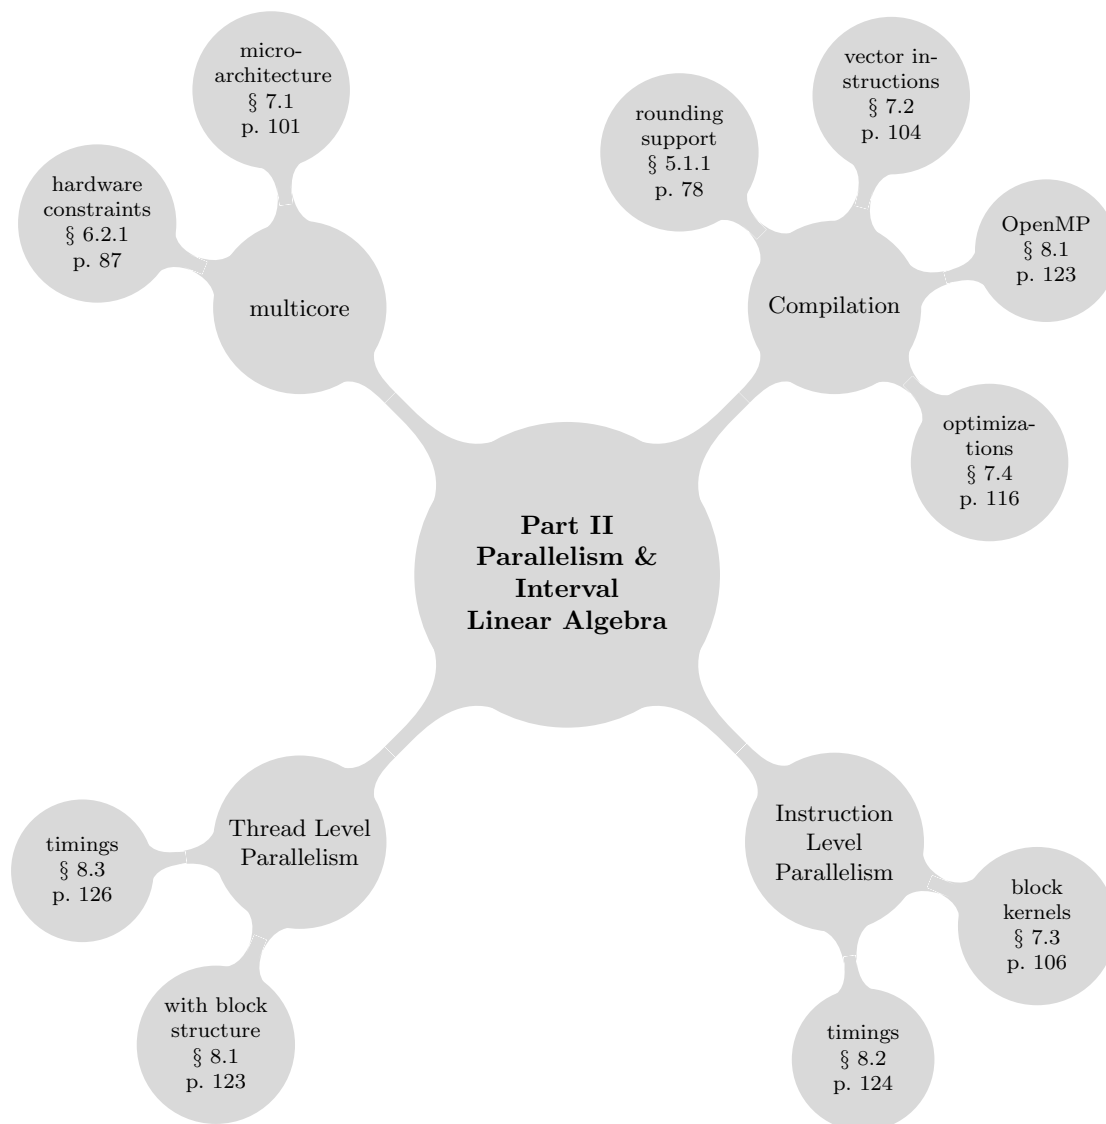 micro-
architecture
§ 7.1
p. 101
hardware
constraints
§ 6.2.1
p. 87
multicore
rounding
support
§ 5.1.1
p. 78
vector in-
structions
§ 7.2
p. 104
OpenMP
§ 8.1
p. 123
Compilation
optimiza-
tions
§ 7.4
p. 116
Part II
Parallelism &
Interval
Linear Algebra
Thread Level
Parallelism
timings
§ 8.3
p. 126
with block
structure
§ 8.1
p. 123
Instruction
Level
Parallelism
block
kernels
§ 7.3
p. 106
timings
§ 8.2
p. 124